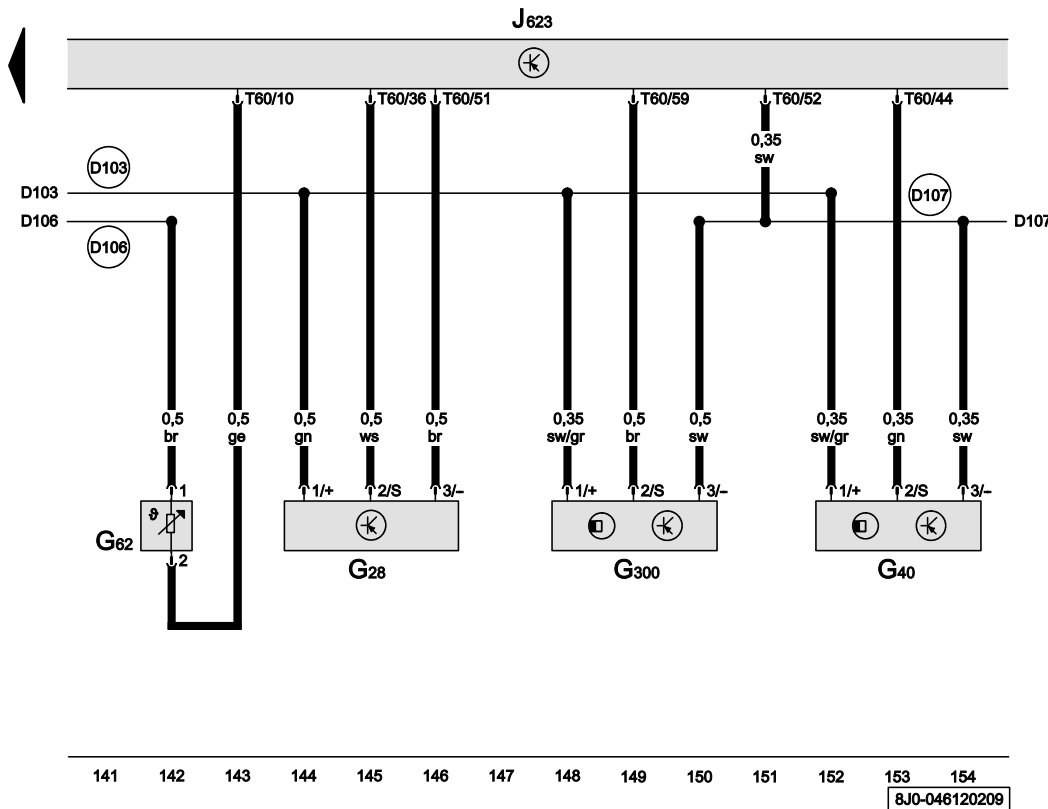 J623
T60/10 T60/36 T60/51 T60/59 T60/52 T60/44
0,35
sw
D103
D103
D107
D106
D107
D106
0,5 0,5 0,5 0,5 0,5 0,35 0,5 0,5 0,35 0,35 0,35
br ge gn ws br sw/gr br sw sw/gr gn sw
1 1/+ 2/S 3/– 1/+ 2/S 3/– 1/+ 2/S 3/–
ϑ
G62
2
G28 G300 G40
141 142 143 144 145 146 147 148 149 150 151 152 153 154
8J0-046120209